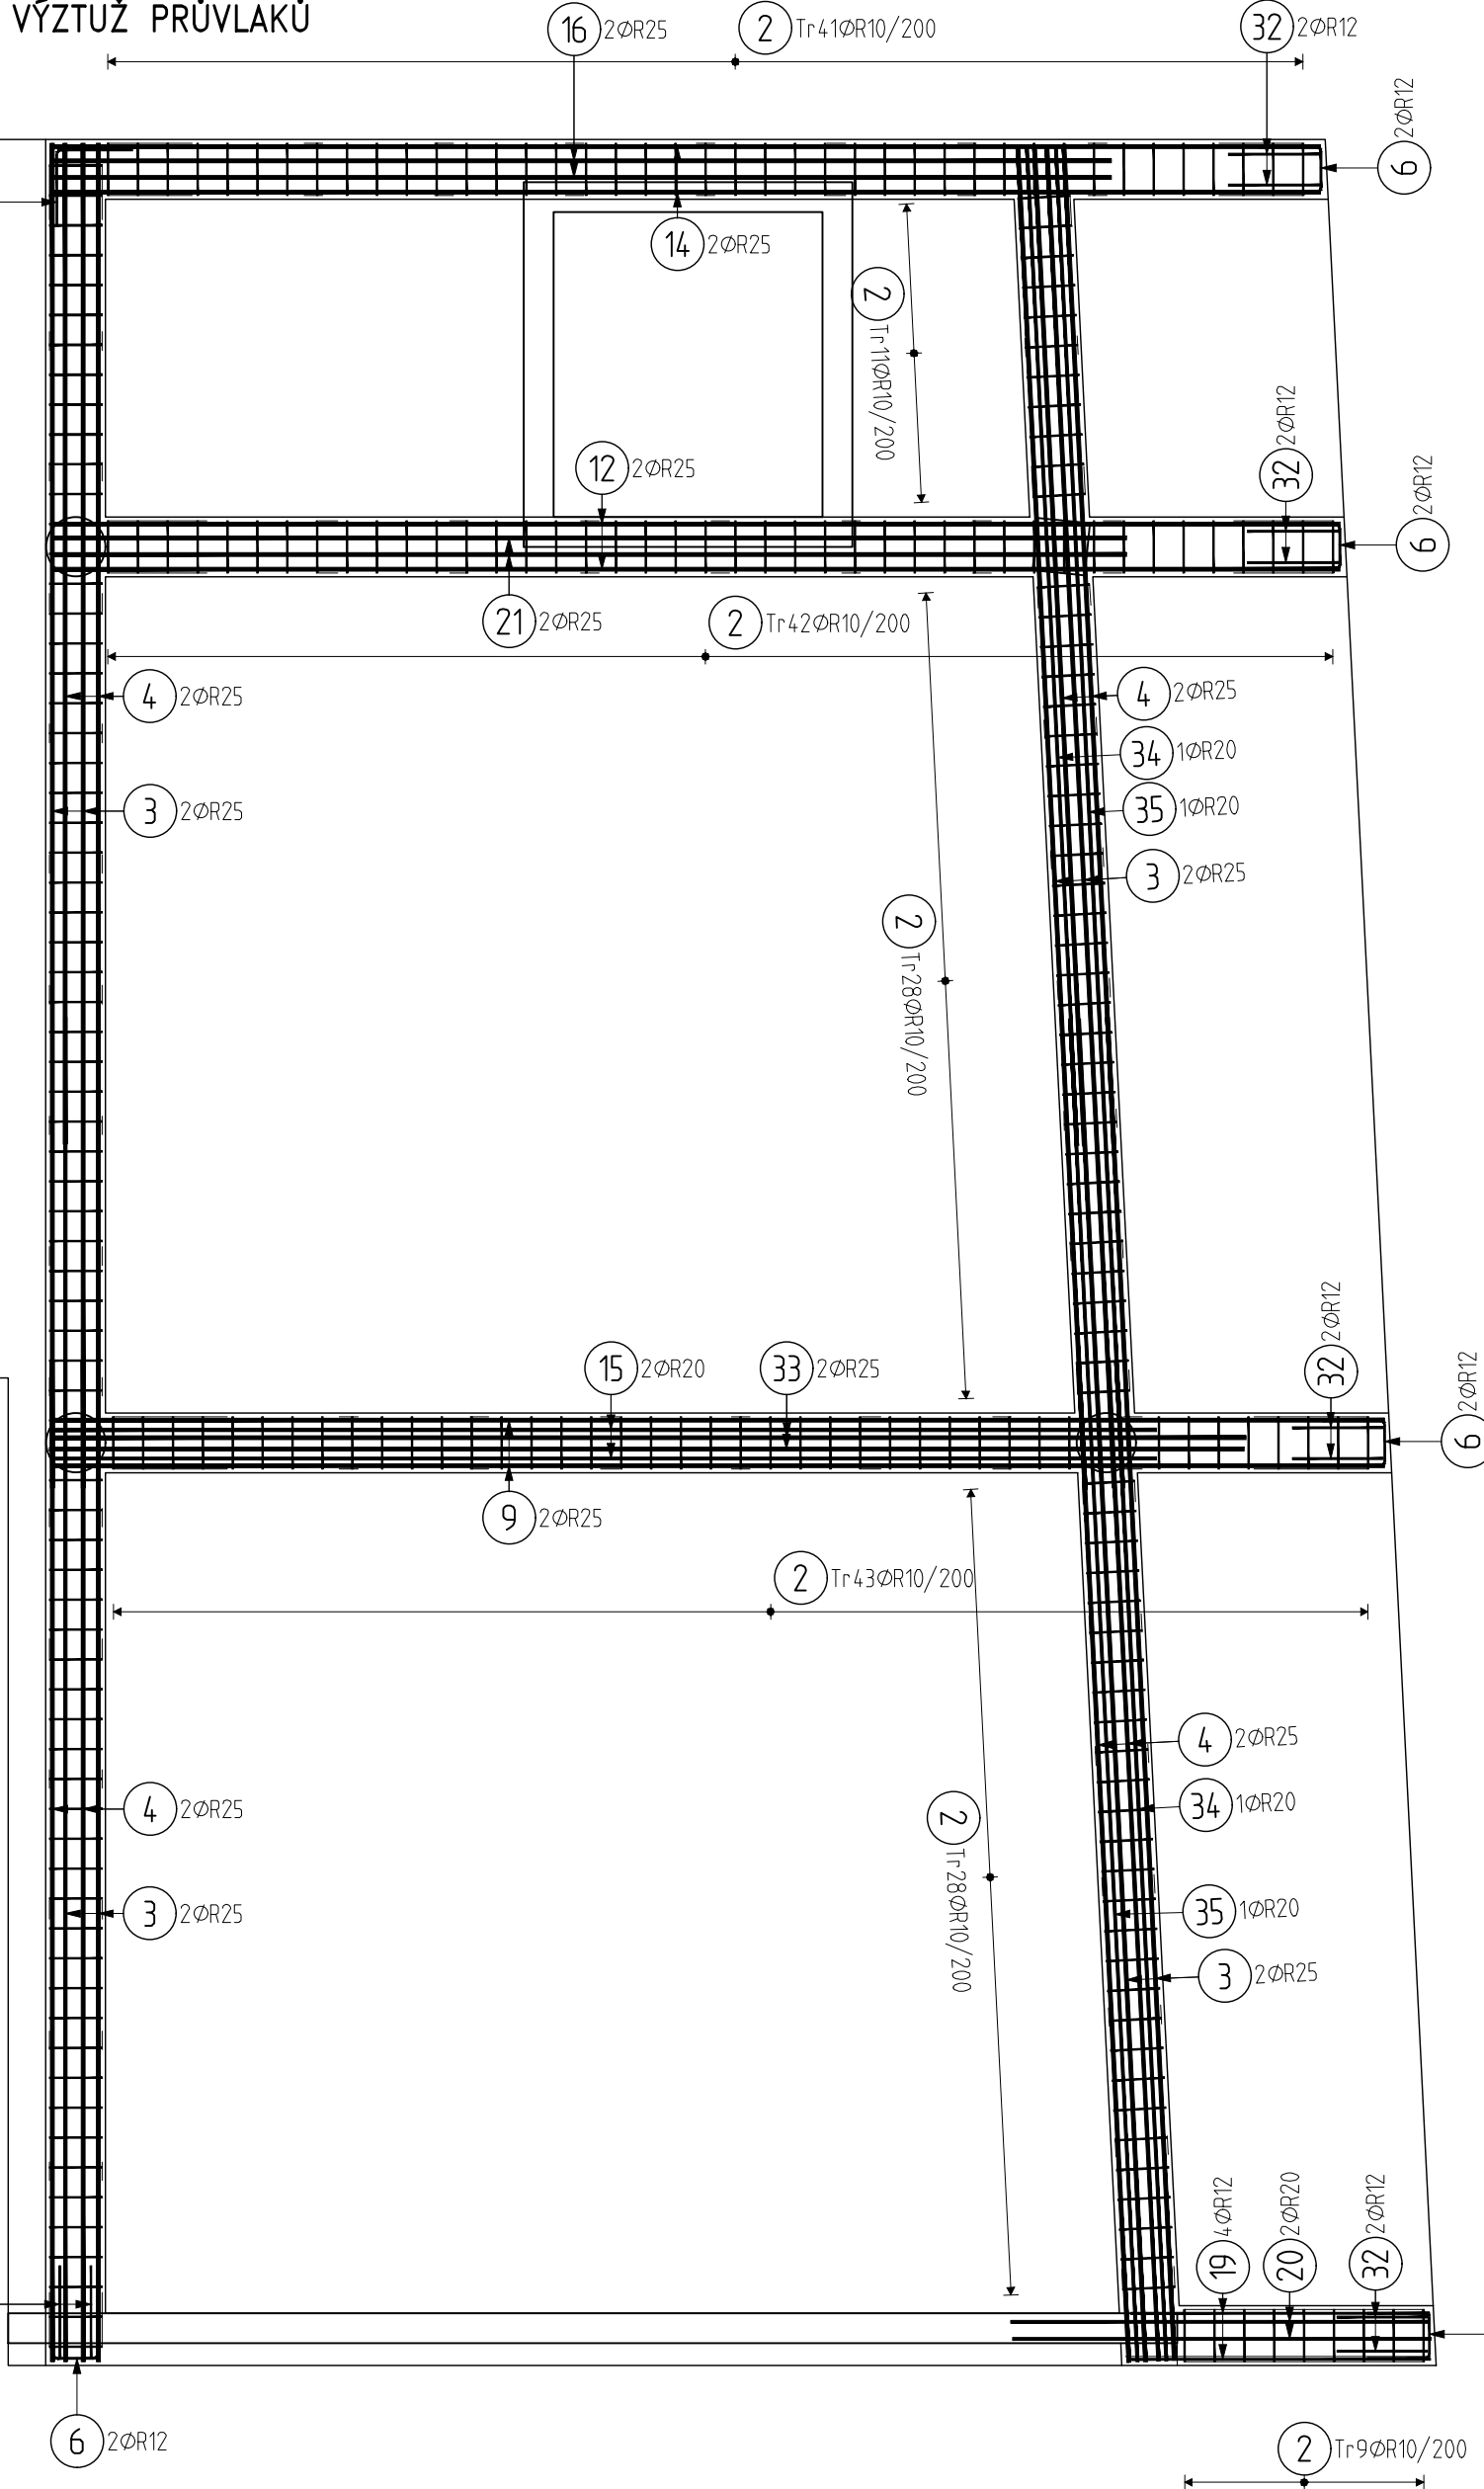 VÝZTUŽ PRŮVLAKŮ
16 2ØR25
2 Tr41ØR10/200
32 2ØR12
6 2ØR12
14 2ØR25
2 Tr11ØR10/200
12 2ØR25
32 2ØR12
6 2ØR12
21 2ØR25
2 Tr42ØR10/200
4 2ØR25
4 2ØR25
34 1ØR20
3 2ØR25
35 1ØR20
3 2ØR25
2 Tr28ØR10/200
15 2ØR20
33 2ØR25
32 2ØR12
6 2ØR12
9 2ØR25
2 Tr43ØR10/200
4 2ØR25
4 2ØR25
34 1ØR20
2 Tr28ØR10/200
3 2ØR25
35 1ØR20
3 2ØR25
19 4ØR12
20 2ØR20
32 2ØR12
6 2ØR12
2 Tr9ØR10/200